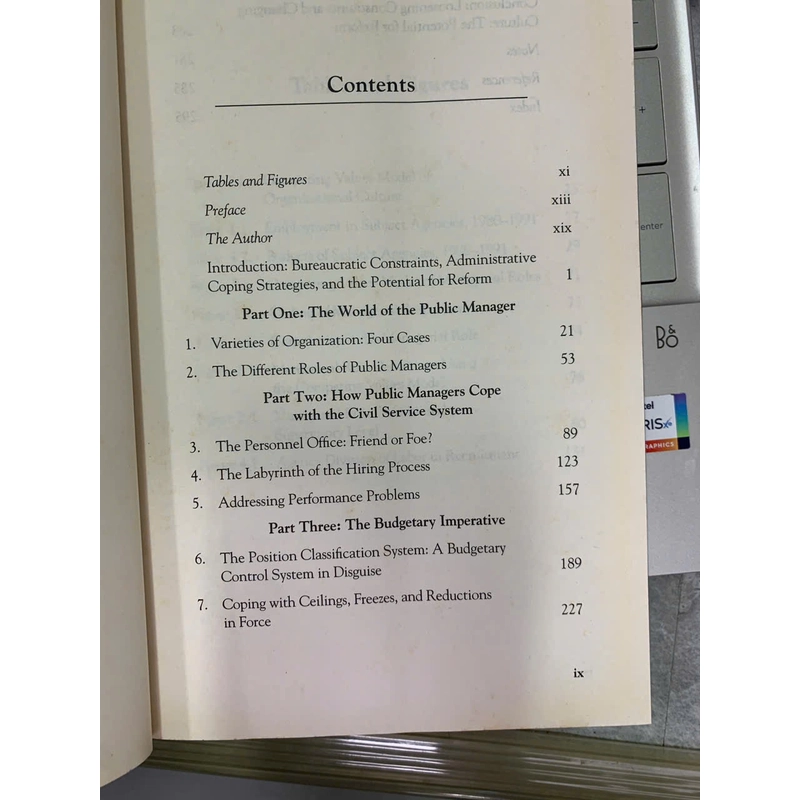 Contents
Tables and Figures xi
Preface xiii
The Author xix
Introduction: Bureaucratic Constraints, Administrative
Coping Strategies, and the Potential for Reform 1
Part One: The World of the Public Manager
1. Varieties of Organization: Four Cases 21
2. The Different Roles of Public Managers 53
Part Two: How Public Managers Cope
with the Civil Service System
3. The Personnel Office: Friend or Foe? 89
4. The Labyrinth of the Hiring Process 123
5. Addressing Performance Problems 157
Part Three: The Budgetary Imperative
6. The Position Classification System: A Budgetary
Control System in Disguise 189
7. Coping with Ceilings, Freezes, and Reductions
in Force 227
ix
+
enter
B&O
tel
RIS Xe
RAPHICS